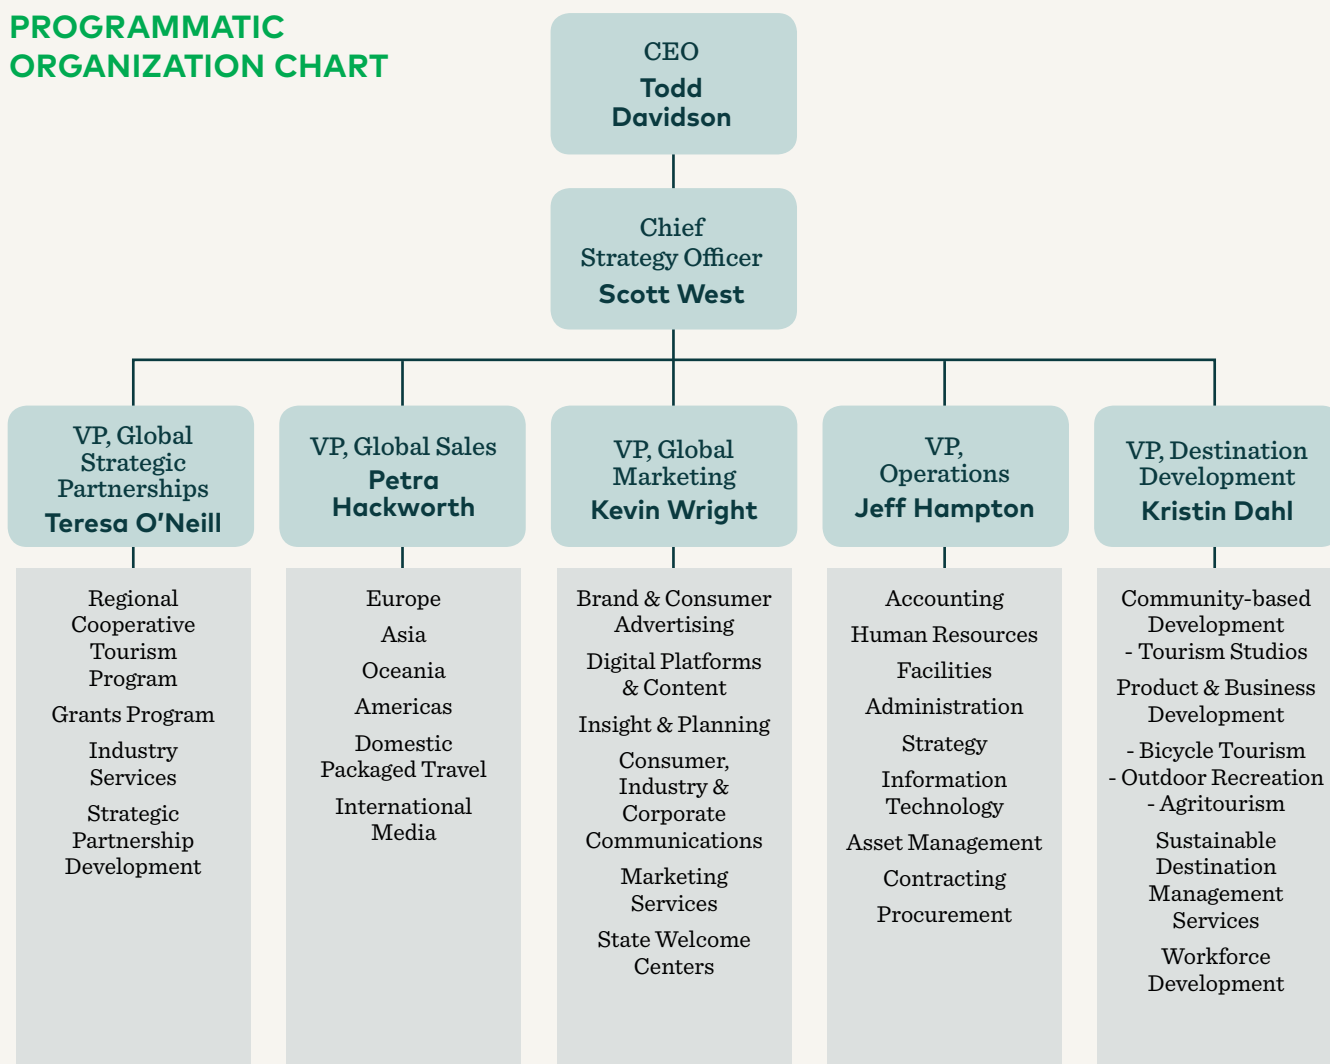 PROGRAMMATIC
ORGANIZATION CHART
CEO
Todd
Davidson
Chief
Strategy Officer
Scott West
VP, Global
Strategic
Partnerships
Teresa O’Neill
Regional
Cooperative
Tourism
Program
Grants Program
Industry
Services
Strategic
Partnership
Development
VP, Global Sales
Petra
Hackworth
Europe
Asia
Oceania
Americas
Domestic
Packaged Travel
International
Media
VP, Global
Marketing
Kevin Wright
Brand & Consumer
Advertising
Digital Platforms
& Content
Insight & Planning
Consumer,
Industry &
Corporate
Communications
Marketing
Services
State Welcome
Centers
VP,
Operations
Jeff Hampton
Accounting
Human Resources
Facilities
Administration
Strategy
Information
Technology
Asset Management
Contracting
Procurement
VP, Destination
Development
Kristin Dahl
Community-based
Development
- Tourism Studios
Product & Business
Development
- Bicycle Tourism
- Outdoor Recreation
- Agritourism
Sustainable
Destination
Management
Services
Workforce
Development